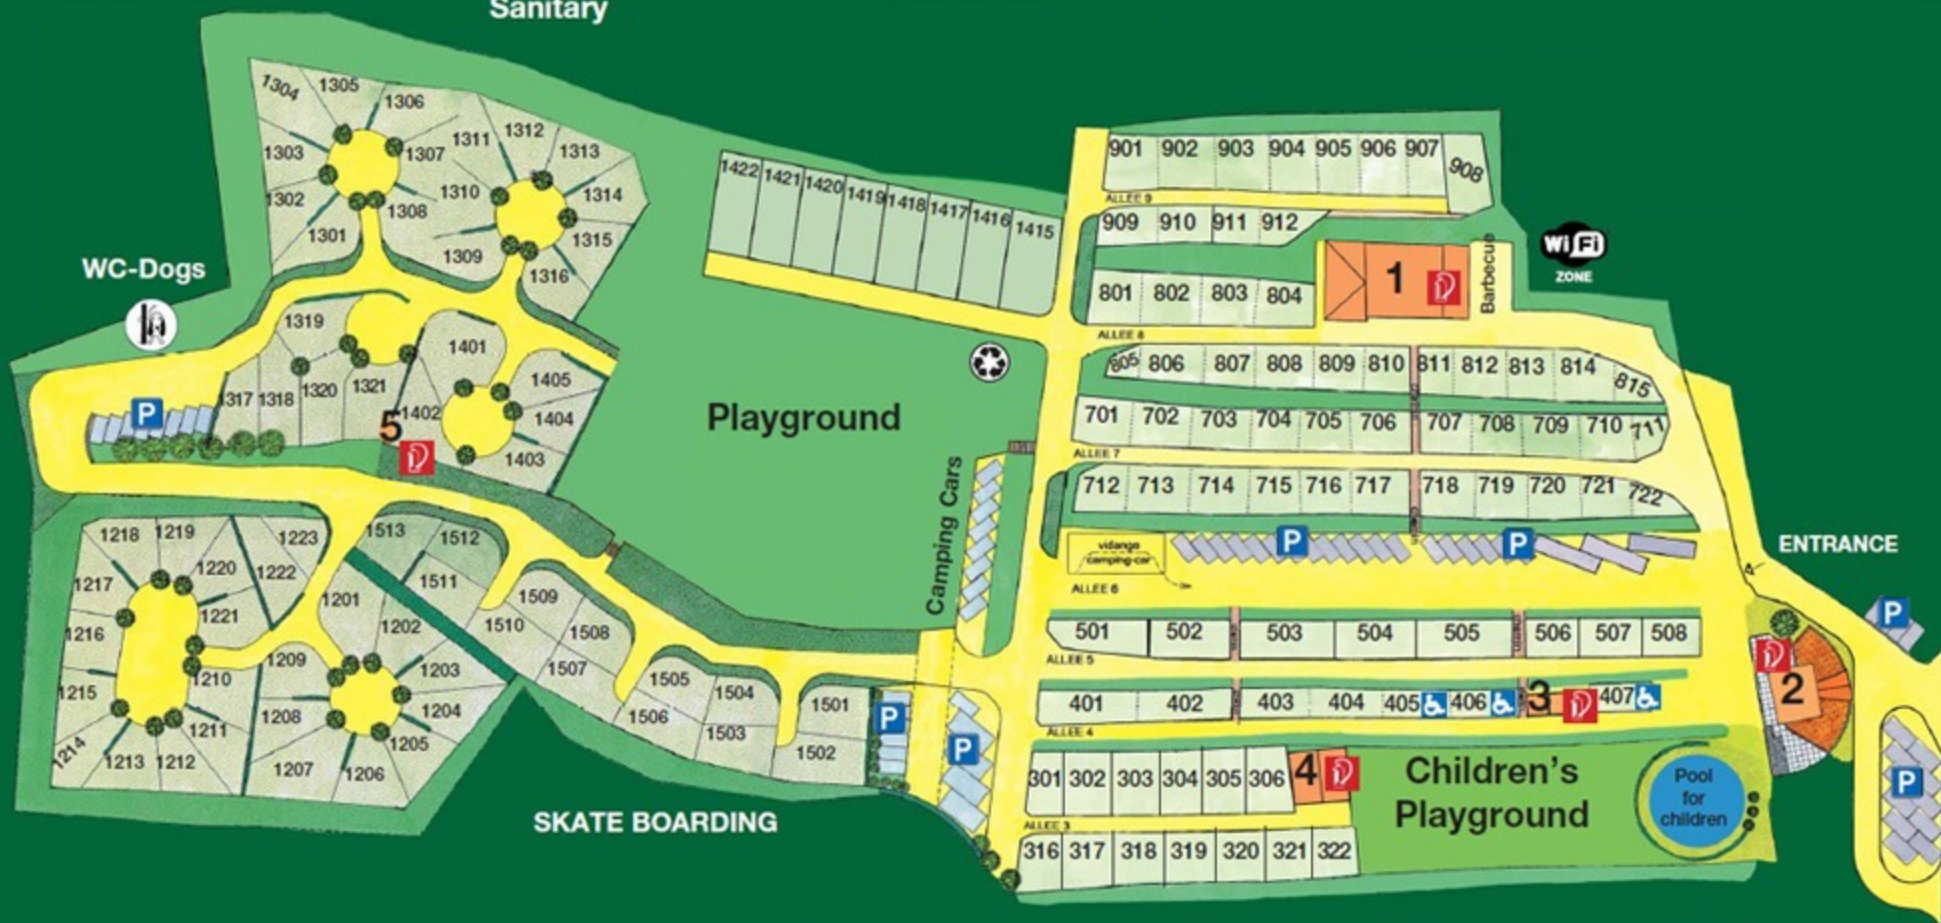 Sanitary
1304 1305 1306
1303 1307 1311 1312 1313
1302 1308 1310 1314
1301 1309 1315
1316
WC-Dogs
1319 1401
1317 1318 1320 1321 1402 1405
1404
1403
P
5
1422 1421 1420 1419 1418 1417 1416 1415
Playground
Camping Cars
901 902 903 904 905 906 907 908
ALLEE 9
909 910 911 912
1
Barbecue
WiFi
ZONE
801 802 803 804
ALLEE 8
805 806 807 808 809 810 811 812 813 814 815
701 702 703 704 705 706 707 708 709 710 711
ALLEE 7
712 713 714 715 716 717 718 719 720 721 722
vidange
camping-car
P P
ALLEE 6
ENTRANCE
P
501 502 503 504 505 506 507 508
ALLEE 5
401 402 403 404 405 406 3 407
ALLEE 4
2
301 302 303 304 305 306 4
ALLEE 3
316 317 318 319 320 321 322
Children's
Playground
Pool
for
children
P
1218 1219 1223
1217 1220 1222
1216 1221 1201 1202
1215 1210 1209 1203
1214 1211 1208 1204
1213 1212 1207 1206 1205
1513 1512
1511 1509
1510 1508
1507 1505 1504 1501
1506 1503 1502
P P
SKATE BOARDING